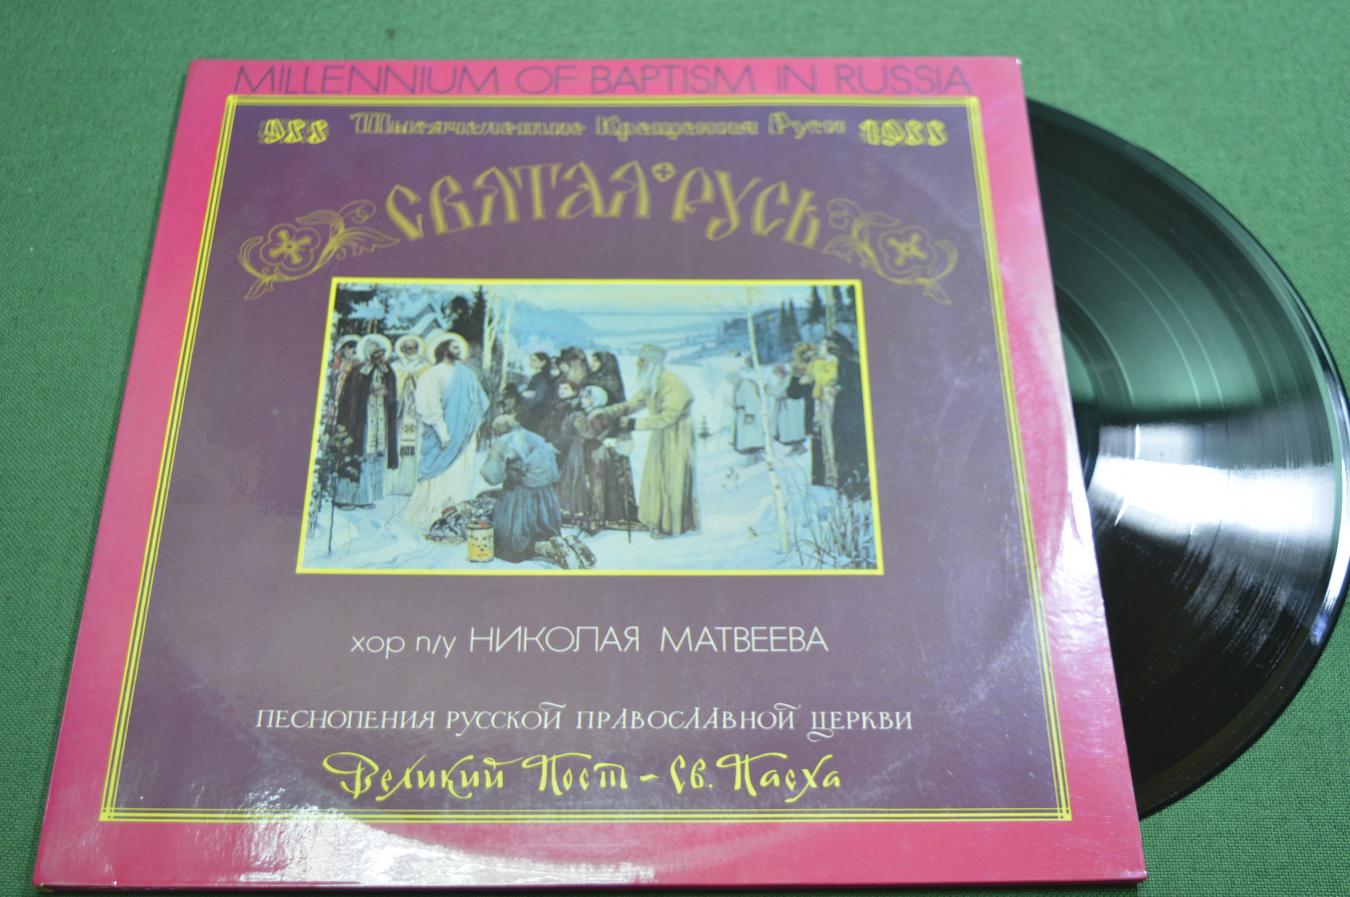 MILLENNIUM OF BAPTISM IN RUSSIA
988 Тысячелетие Крещения Руси 1988
СВЯТАЯ РУСЬ
хор п/у НИКОЛАЯ МАТВЕЕВА
ПЕСНОПЕНИЯ РУССКОЙ ПРАВОСЛАВНОЙ ЦЕРКВИ
Великий Пост - Св. Пасха